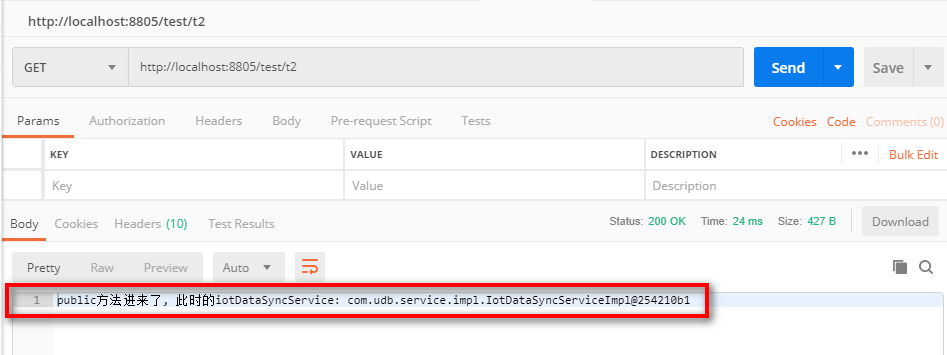 http://localhost:8805/test/t2
GET http://localhost:8805/test/t2 Send Save
Params Authorization Headers Body Pre-request Script Tests Cookies Code Comments (0)
KEY VALUE DESCRIPTION ••• Bulk Edit
Key Value Description
Body Cookies Headers (10) Test Results Status: 200 OK Time: 24 ms Size: 427 B Download
Pretty Raw Preview Auto
1 public方法进来了, 此时的iotDataSyncService: com.udb.service.impl.IotDataSyncServiceImpl@254210b1